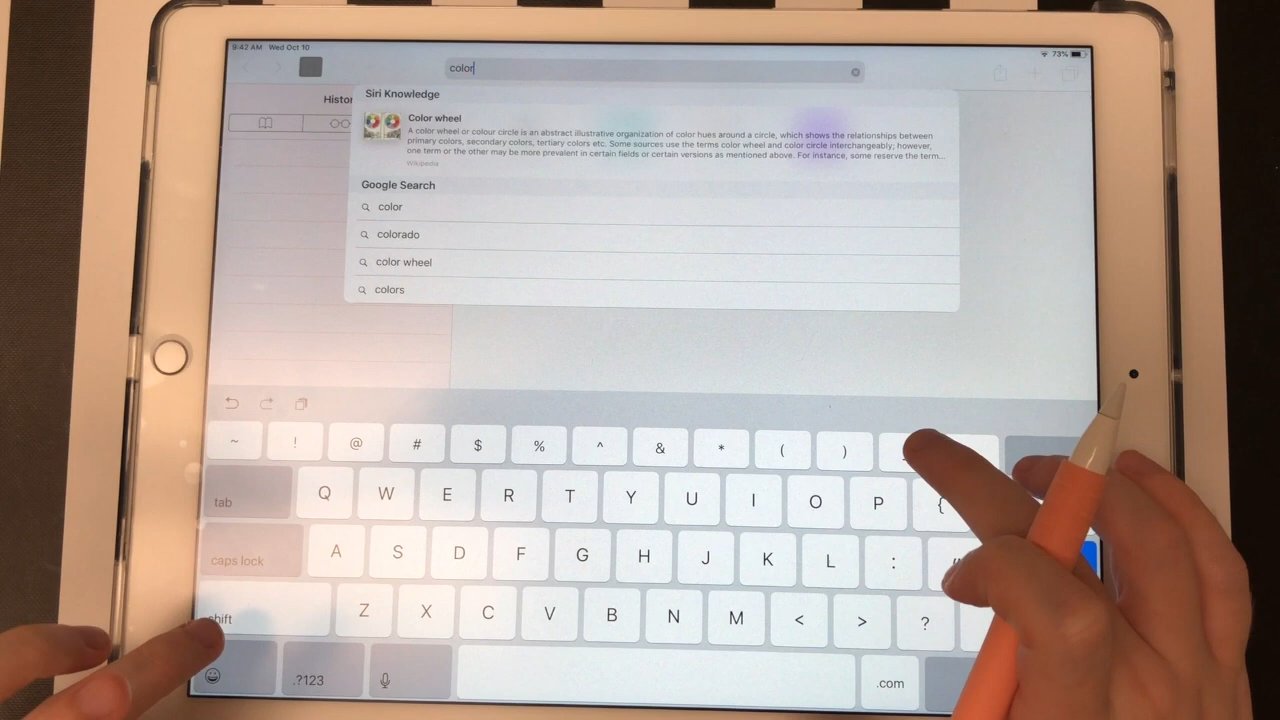 9:42 AM Wed Oct 10
73%
color
Histor
Siri Knowledge
Color wheel
A color wheel or colour circle is an abstract illustrative organization of color hues around a circle, which shows the relationships between
primary colors, secondary colors, tertiary colors etc. Some sources use the terms color wheel and color circle interchangeably; however,
one term or the other may be more prevalent in certain fields or certain versions as mentioned above. For instance, some reserve the term...
Wikipedia
Google Search
color
colorado
color wheel
colors
~ ! @ # $ % ^ & * ( )
tab Q W E R T Y U I O P {
caps lock A S D F G H J K L : "
shift Z X C V B N M < > ?
.?123 .com